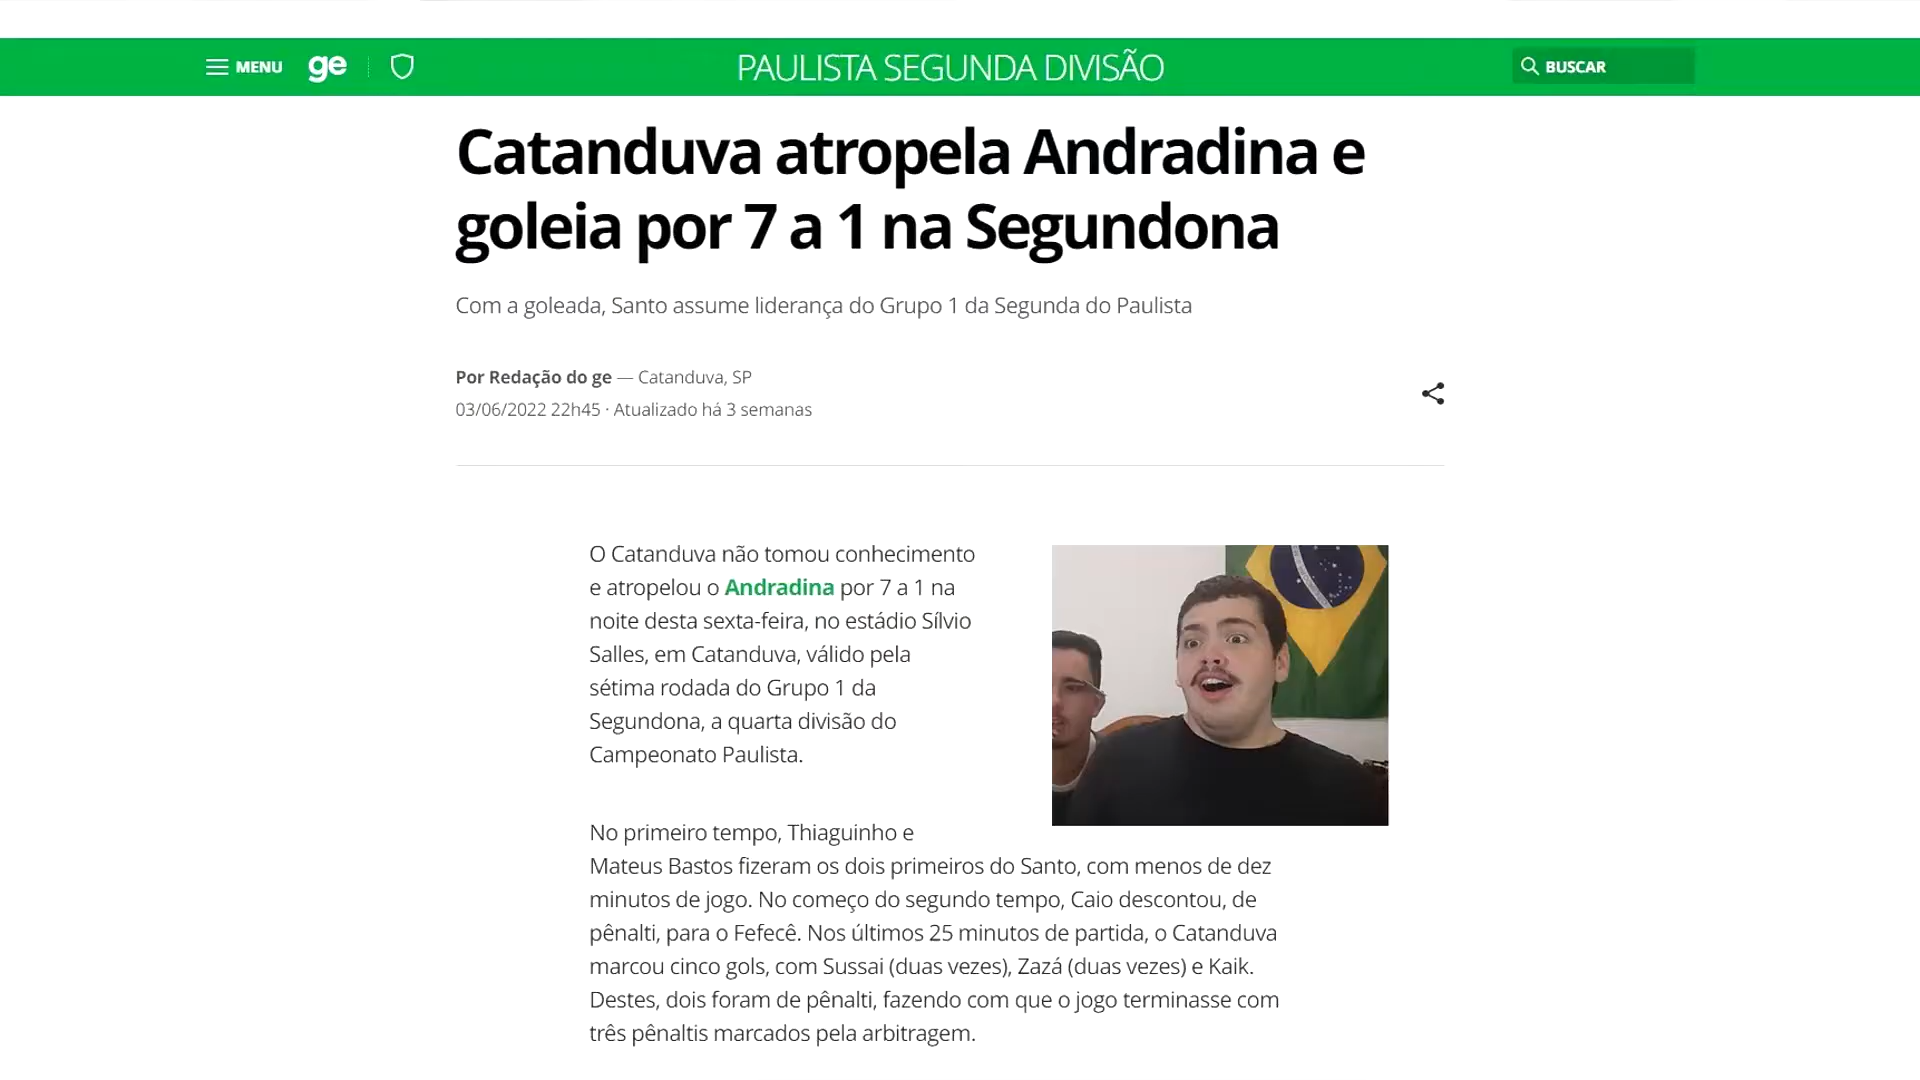 MENU ge PAULISTA SEGUNDA DIVISÃO BUSCAR
Catanduva atropela Andradina e
goleia por 7 a 1 na Segundona
Com a goleada, Santo assume liderança do Grupo 1 da Segunda do Paulista
Por Redação do ge — Catanduva, SP
03/06/2022 22h45 · Atualizado há 3 semanas
O Catanduva não tomou conhecimento
e atropelou o Andradina por 7 a 1 na
noite desta sexta-feira, no estádio Sílvio
Salles, em Catanduva, válido pela
sétima rodada do Grupo 1 da
Segundona, a quarta divisão do
Campeonato Paulista.
No primeiro tempo, Thiaguinho e
Mateus Bastos fizeram os dois primeiros do Santo, com menos de dez
minutos de jogo. No começo do segundo tempo, Caio descontou, de
pênalti, para o Fefecê. Nos últimos 25 minutos de partida, o Catanduva
marcou cinco gols, com Sussai (duas vezes), Zazá (duas vezes) e Kaik.
Destes, dois foram de pênalti, fazendo com que o jogo terminasse com
três pênaltis marcados pela arbitragem.